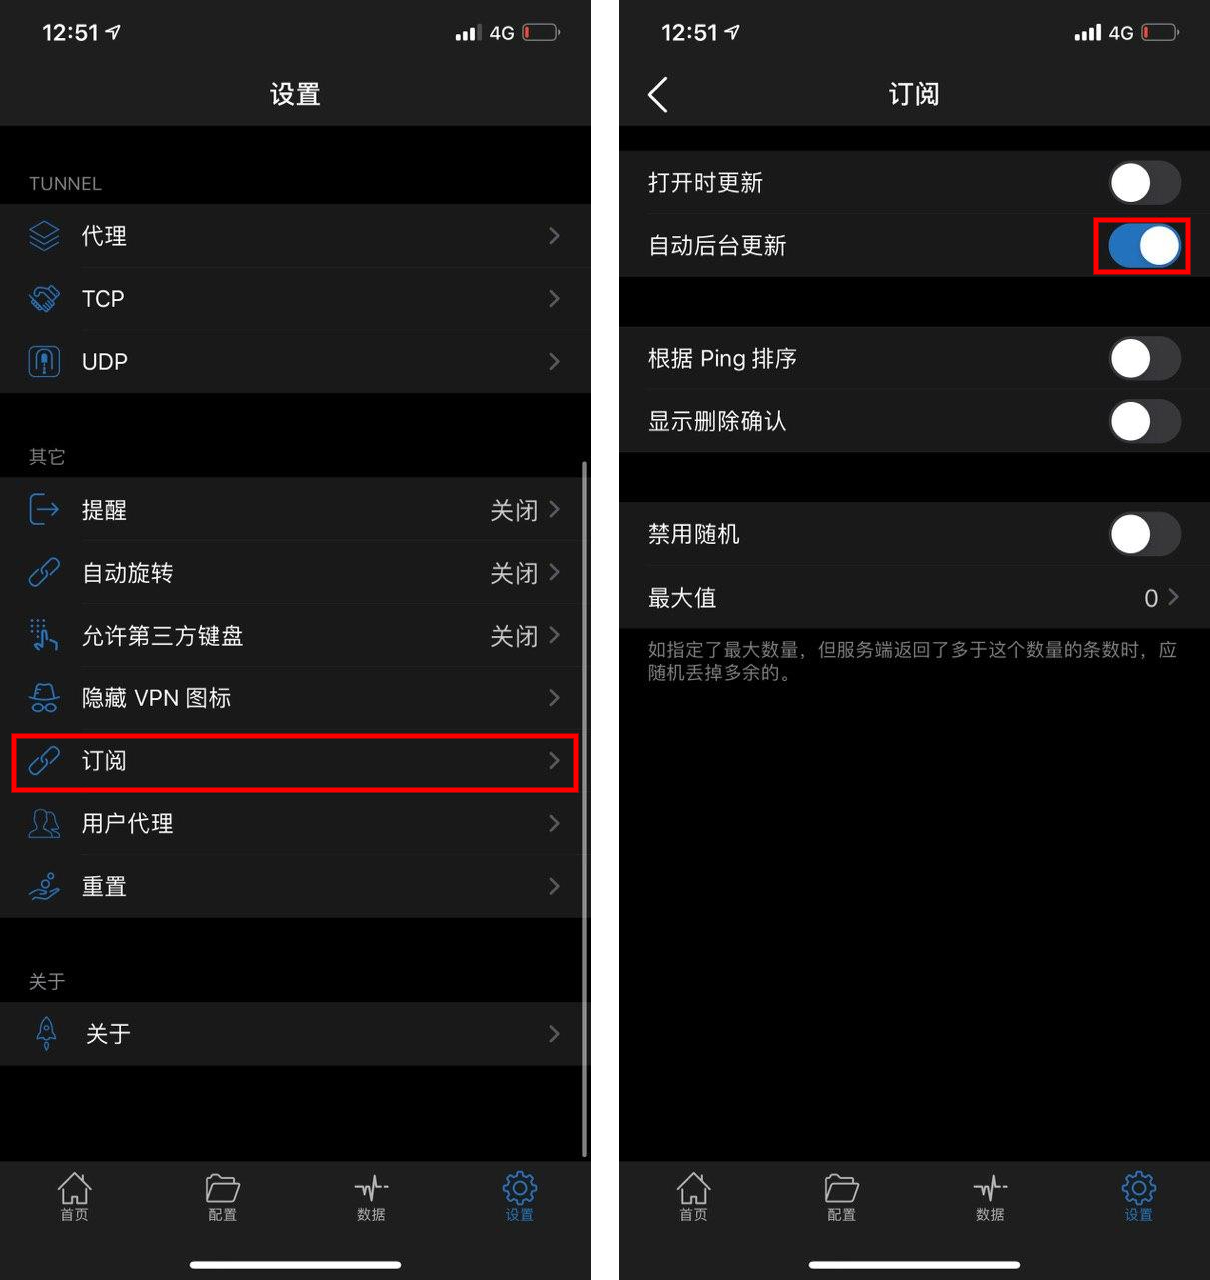 12:51
4G
设置
TUNNEL
代理
TCP
UDP
其它
提醒 关闭
自动旋转 关闭
允许第三方键盘 关闭
隐藏 VPN 图标
订阅
用户代理
重置
关于
关于
首页 配置 数据 设置
12:51
4G
订阅
打开时更新
自动后台更新
根据 Ping 排序
显示删除确认
禁用随机
最大值 0
如指定了最大数量，但服务端返回了多于这个数量的条数时，应
随机丢掉多余的。
首页 配置 数据 设置